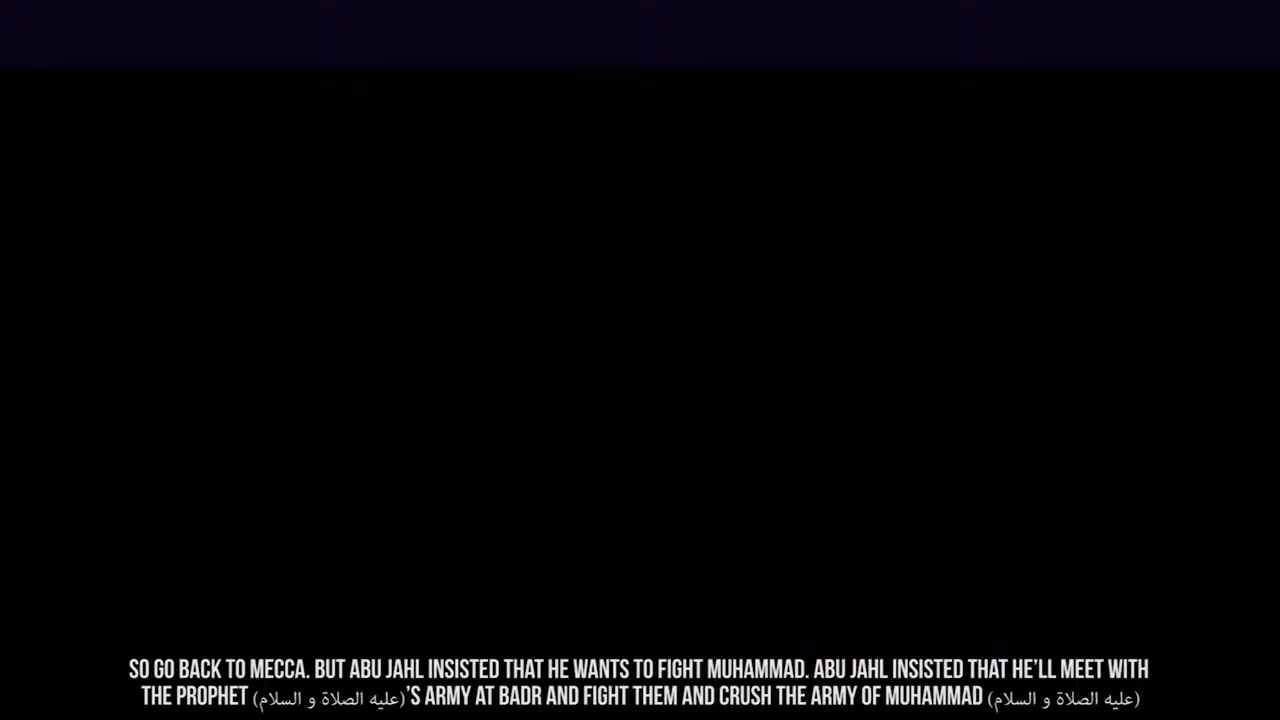 SO GO BACK TO MECCA. BUT ABU JAHL INSISTED THAT HE WANTS TO FIGHT MUHAMMAD. ABU JAHL INSISTED THAT HE'LL MEET WITH
THE PROPHET (عليه الصلاة و السلام)'S ARMY AT BADR AND FIGHT THEM AND CRUSH THE ARMY OF MUHAMMAD (عليه الصلاة و السلام)